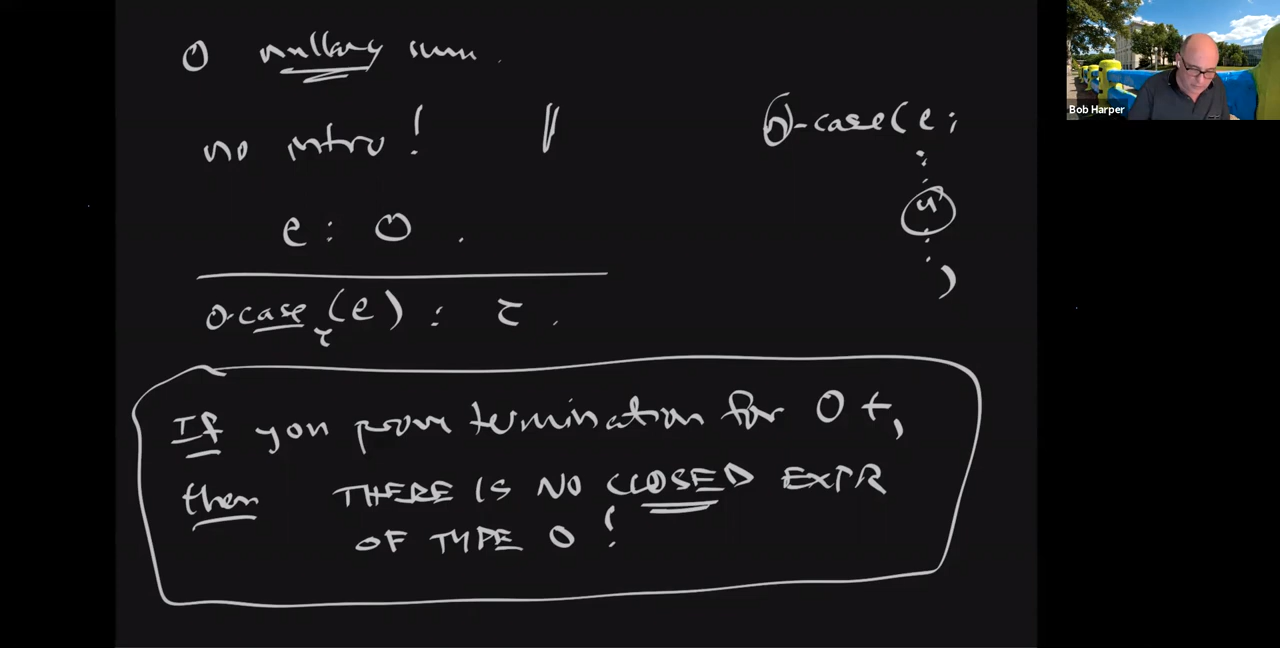 0 nullary sum.
no intro!
e : 0 .
0-case τ (e) : τ .
0-case(e;
)
If you prove termination for 0 +,
then THERE IS NO CLOSED EXPR
OF TYPE 0 !
Bob Harper